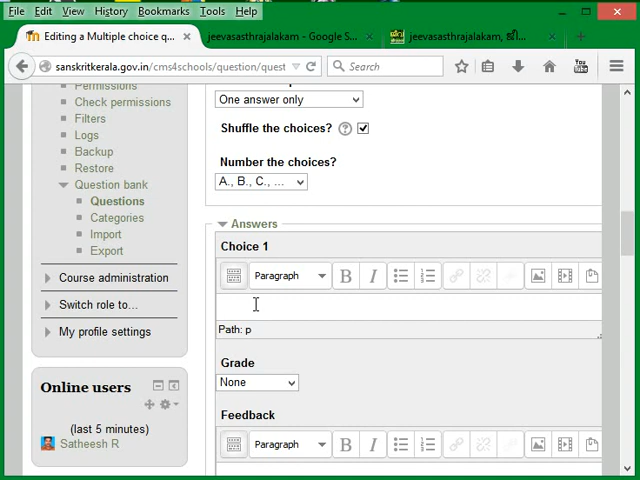 File Edit View History Bookmarks Tools Help
Editing a Multiple choice q...
jeevasasthrajalakam - Google S...
jeevasasthrajalakam, ജീ...
sanskritkerala.gov.in/cms4schools/question/quest
Search
You
Permissions
Check permissions
Filters
Logs
Backup
Restore
Question bank
Questions
Categories
Import
Export
Course administration
Switch role to...
My profile settings
Online users
(last 5 minutes)
Satheesh R
One answer only
Shuffle the choices?
Number the choices?
A., B., C., ...
Answers
Choice 1
Paragraph
Path: p
Grade
None
Feedback
Paragraph